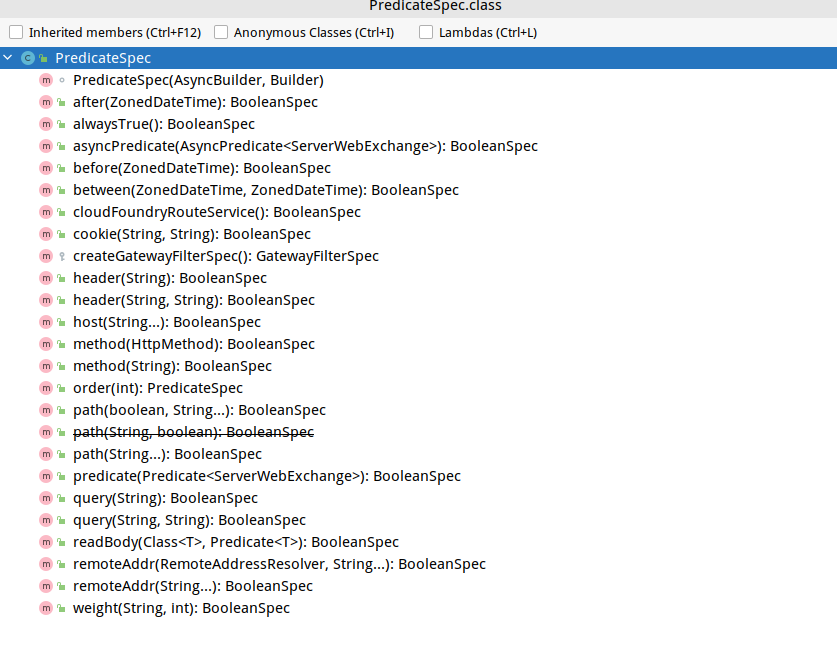 PredicateSpec.class
Inherited members (Ctrl+F12) Anonymous Classes (Ctrl+I) Lambdas (Ctrl+L)
C PredicateSpec
m PredicateSpec(AsyncBuilder, Builder)
m after(ZonedDateTime): BooleanSpec
m alwaysTrue(): BooleanSpec
m asyncPredicate(AsyncPredicate<ServerWebExchange>): BooleanSpec
m before(ZonedDateTime): BooleanSpec
m between(ZonedDateTime, ZonedDateTime): BooleanSpec
m cloudFoundryRouteService(): BooleanSpec
m cookie(String, String): BooleanSpec
m createGatewayFilterSpec(): GatewayFilterSpec
m header(String): BooleanSpec
m header(String, String): BooleanSpec
m host(String...): BooleanSpec
m method(HttpMethod): BooleanSpec
m method(String): BooleanSpec
m order(int): PredicateSpec
m path(boolean, String...): BooleanSpec
m path(String, boolean): BooleanSpec
m path(String...): BooleanSpec
m predicate(Predicate<ServerWebExchange>): BooleanSpec
m query(String): BooleanSpec
m query(String, String): BooleanSpec
m readBody(Class<T>, Predicate<T>): BooleanSpec
m remoteAddr(RemoteAddressResolver, String...): BooleanSpec
m remoteAddr(String...): BooleanSpec
m weight(String, int): BooleanSpec